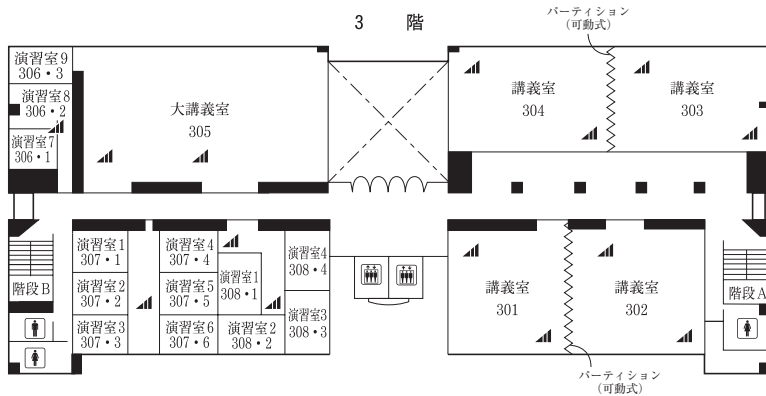 3 階
パーティション
（可動式）
演習室9
306・3
演習室8
306・2
演習室7
306・1
大講義室
305
講義室
304
講義室
303
演習室1
307・1
演習室2
307・2
演習室3
307・3
演習室4
307・4
演習室5
307・5
演習室6
307・6
演習室1
308・1
演習室2
308・2
演習室4
308・4
演習室3
308・3
階段B
講義室
301
講義室
302
階段A
パーティション
（可動式）